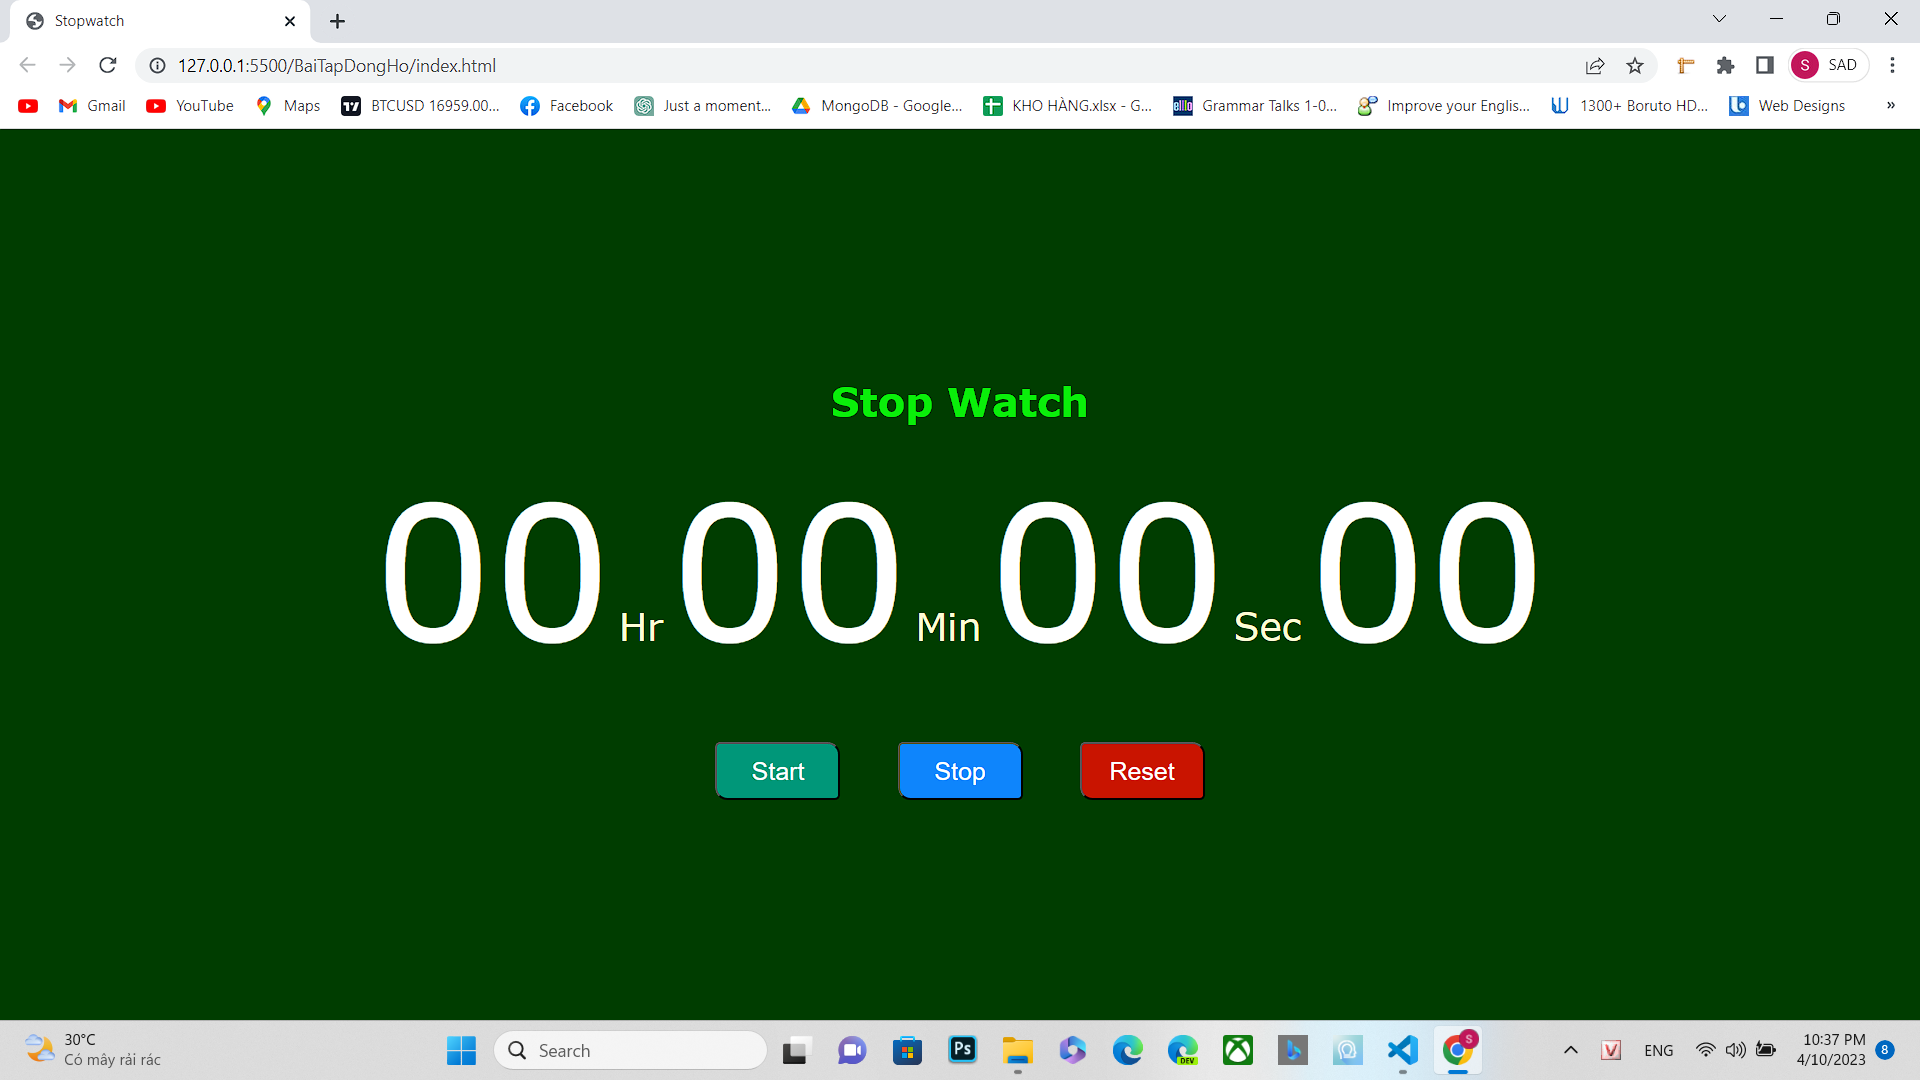 Stopwatch
127.0.0.1:5500/BaiTapDongHo/index.html
S SAD
Gmail YouTube Maps BTCUSD 16959.00... Facebook Just a moment... MongoDB - Google... KHO HÀNG.xlsx - G... Grammar Talks 1-0... Improve your Englis... 1300+ Boruto HD... Web Designs »
Stop Watch
00 Hr 00 Min 00 Sec 00
Start Stop Reset
30°C
Có mây rải rác
Search
Ps
DEV
S
V
ENG
10:37 PM
4/10/2023
8